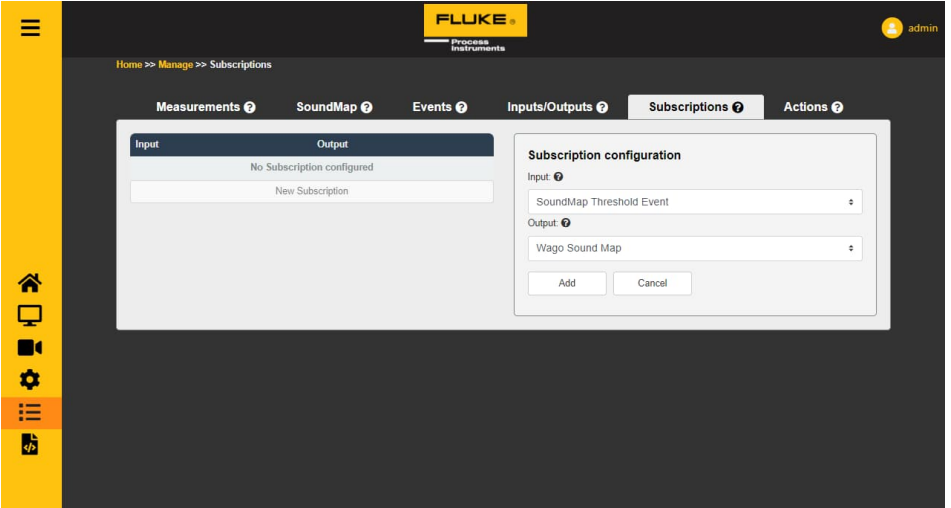 FLUKE®
Process
Instruments
admin
Home >> Manage >> Subscriptions
Measurements ? SoundMap ? Events ? Inputs/Outputs ? Subscriptions ? Actions ?
Input Output
No Subscription configured
New Subscription
Subscription configuration
Input: ?
SoundMap Threshold Event
Output: ?
Wago Sound Map
Add Cancel